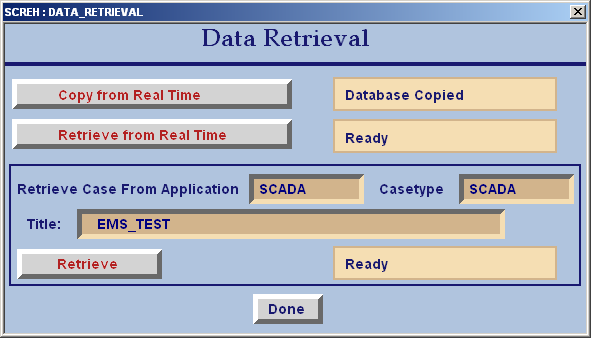 SCREH : DATA_RETRIEVAL
Data Retrieval
Copy from Real Time Database Copied
Retrieve from Real Time Ready
Retrieve Case From Application SCADA Casetype SCADA
Title: EMS_TEST
Retrieve Ready
Done